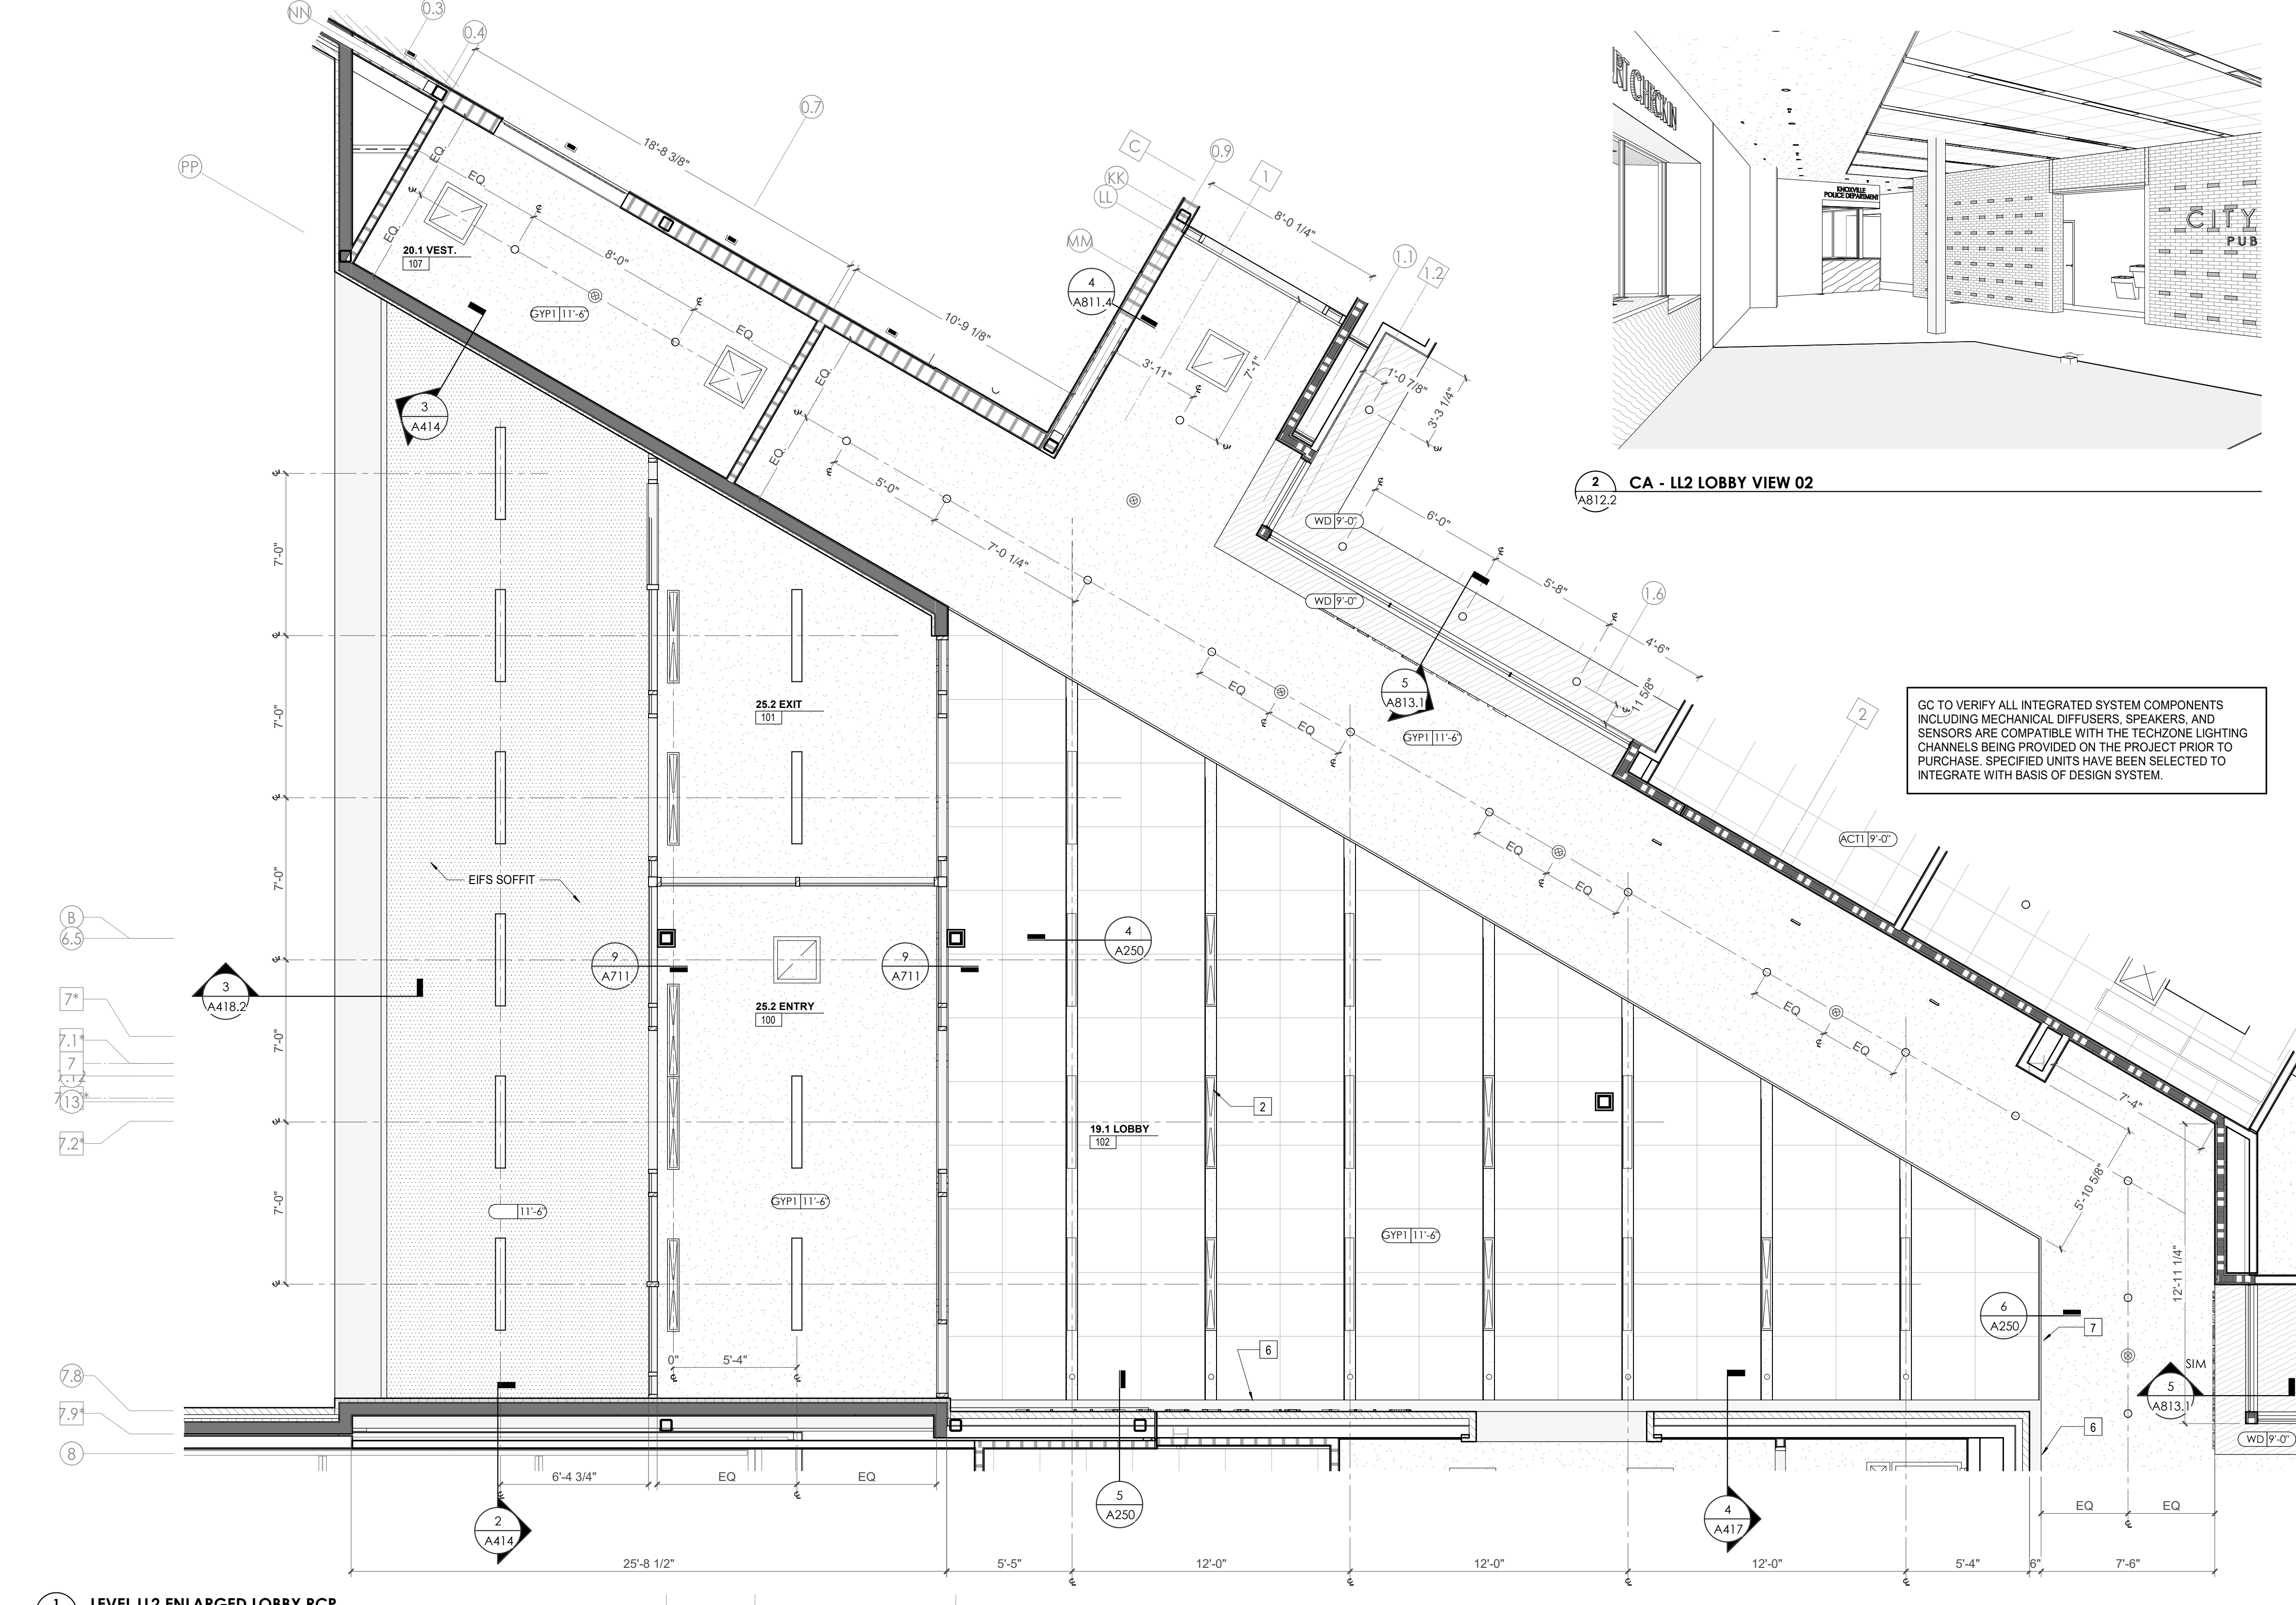 NN
0.3
0.4
0.7
PP
18'-8 3/8"
EQ.
EQ.
EQ.
20.1 VEST.
107
8'-0"
GYP1 11'-6"
EQ.
10'-9 1/8"
C
0.9
KK
LL
1
MM
8'-0 1/4"
4
A811.4
1.1
1.2
3'-11"
7'-1"
1'-0 7/8"
3'-3 1/4"
3
A414
EQ.
EQ.
5'-0"
7'-0 1/4"
WD 9'-0"
6'-0"
5'-8"
1.6
4'-6"
WD 9'-0"
11 5/8"
5
A813.1
GYP1 11'-6"
2
RT CHECKIN
KNOXVILLE
POLICE DEPARTMENT
CITY
PUB
2
A812.2
CA - LL2 LOBBY VIEW 02
GC TO VERIFY ALL INTEGRATED SYSTEM COMPONENTS
INCLUDING MECHANICAL DIFFUSERS, SPEAKERS, AND
SENSORS ARE COMPATIBLE WITH THE TECHZONE LIGHTING
CHANNELS BEING PROVIDED ON THE PROJECT PRIOR TO
PURCHASE. SPECIFIED UNITS HAVE BEEN SELECTED TO
INTEGRATE WITH BASIS OF DESIGN SYSTEM.
ACT1 9'-0"
7'-0"
7'-0"
7'-0"
7'-0"
7'-0"
25.2 EXIT
101
EQ
EQ
EQ
EQ
EQ
EQ
EIFS SOFFIT
B
6.5
9
A711
9
A711
4
A250
3
A418.2
7*
7.1*
7
7.12
13
7.2*
25.2 ENTRY
100
2
19.1 LOBBY
102
7'-4"
5'-10 5/8"
12'-11 1/4"
11'-6"
GYP1 11'-6"
GYP1 11'-6"
6
A250
7
0"
5'-4"
6
SIM
5
A813.1
7.8
7.9*
8
6
WD 9'-0"
6'-4 3/4"
EQ
EQ
2
A414
5
A250
4
A417
EQ
EQ
25'-8 1/2"
5'-5"
12'-0"
12'-0"
12'-0"
5'-4"
6"
7'-6"
1
LEVEL LL2 ENLARGED LOBBY RCP